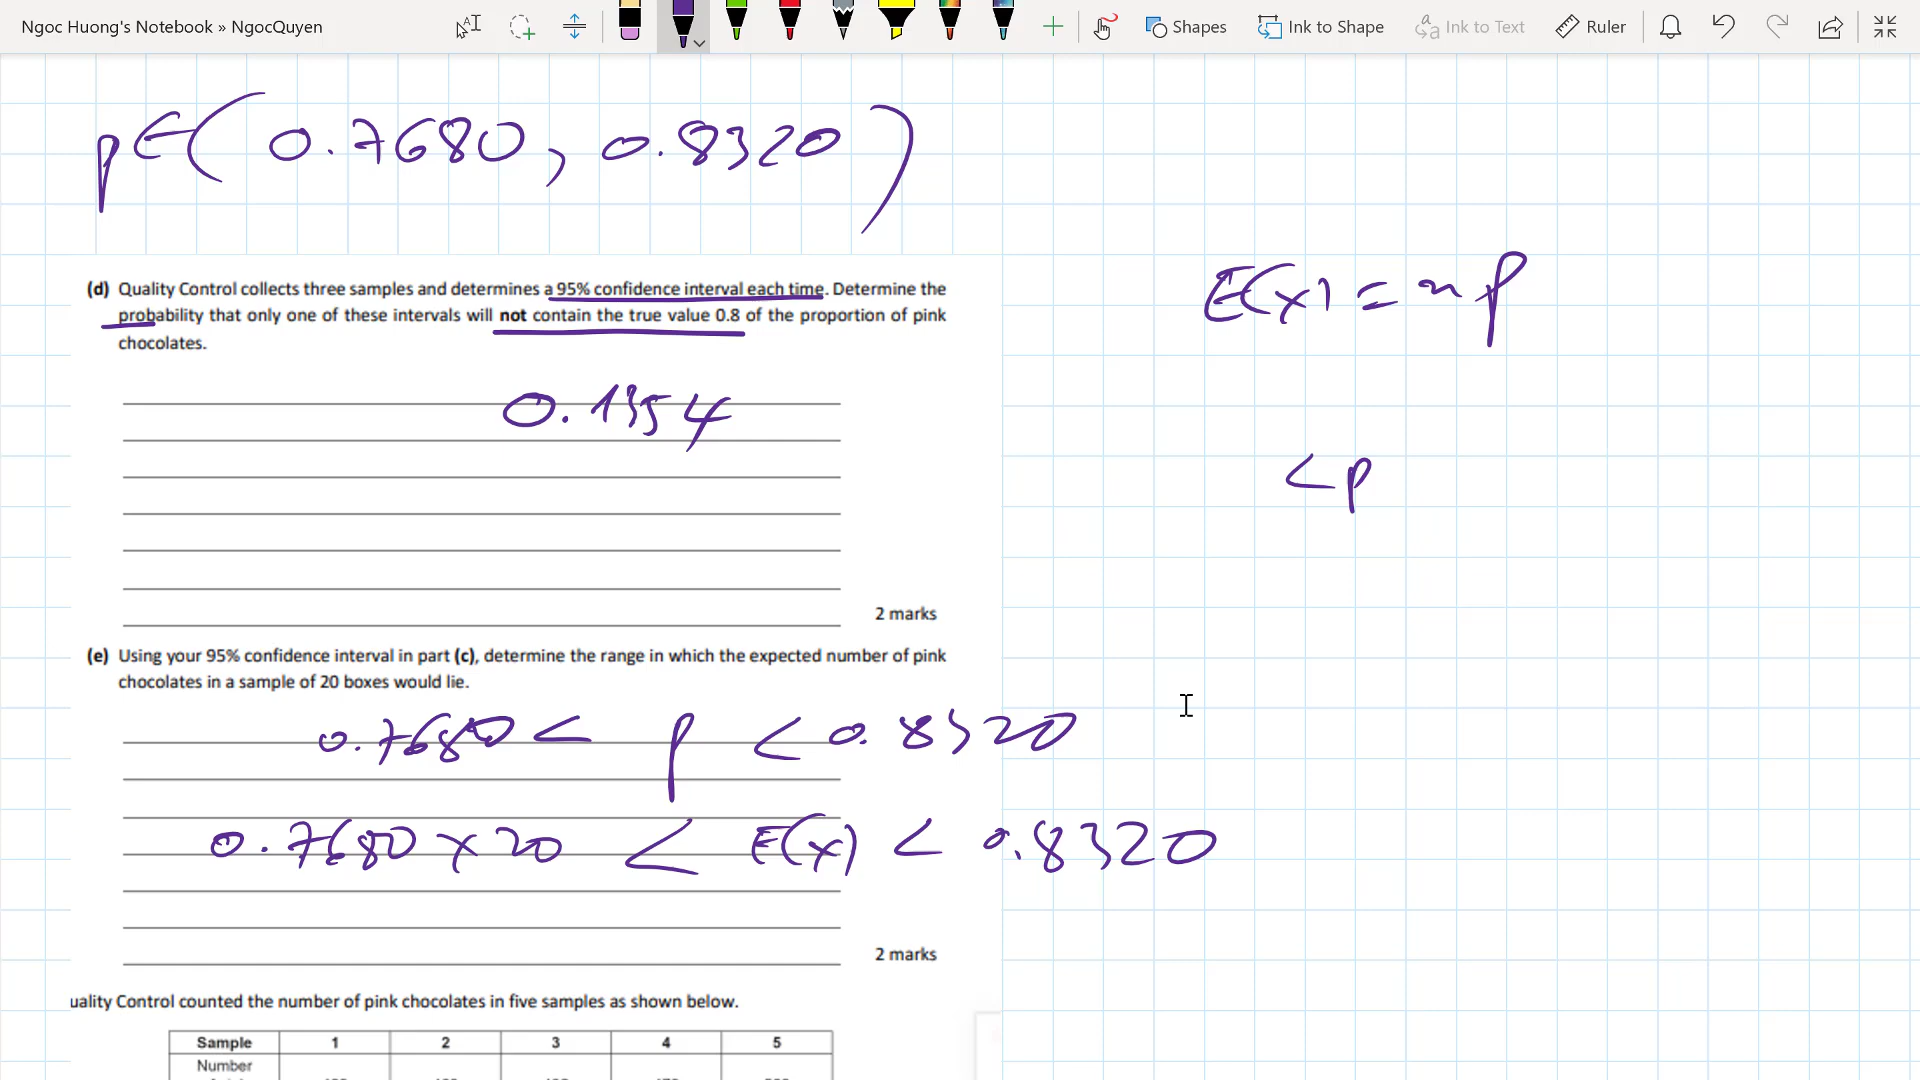 Ngoc Huong's Notebook » NgocQuyen
Shapes
Ink to Shape
Ink to Text
Ruler
p∈(0.7680, 0.8320)
(d) Quality Control collects three samples and determines a 95% confidence interval each time. Determine the
probability that only one of these intervals will not contain the true value 0.8 of the proportion of pink
chocolates.
E(x) = np
0.1354
< p
2 marks
(e) Using your 95% confidence interval in part (c), determine the range in which the expected number of pink
chocolates in a sample of 20 boxes would lie.
0.7680 < p < 0.8320
0.7680 x 20 < E(x) < 0.8320
2 marks
uality Control counted the number of pink chocolates in five samples as shown below.
Sample 1 2 3 4 5
Number